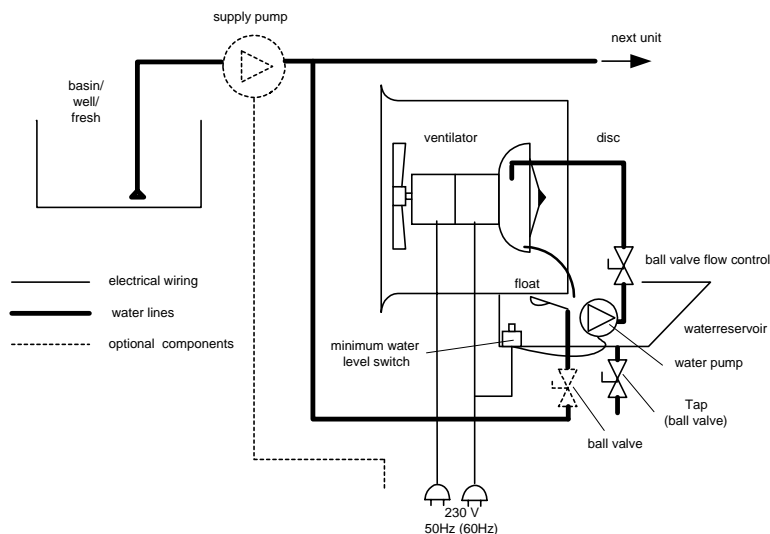 supply pump
next unit
basin/
well/
fresh
ventilator
disc
electrical wiring
float
ball valve flow control
water lines
waterreservoir
optional components
minimum water
level switch
water pump
Tap
(ball valve)
ball valve
230 V
50Hz (60Hz)